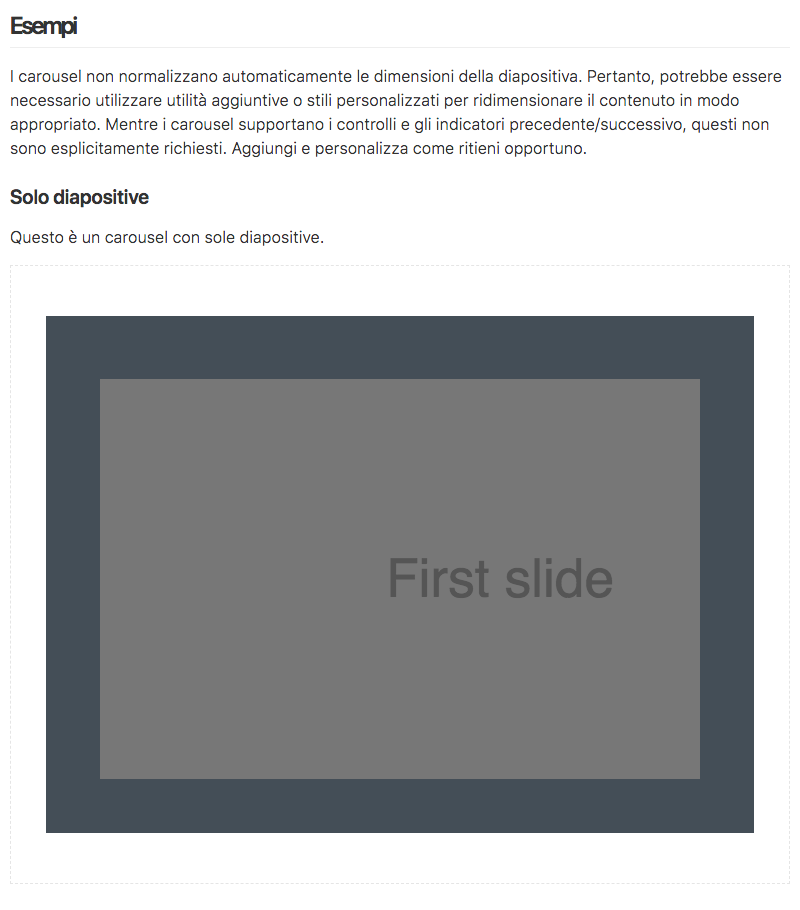 Esempi
I carousel non normalizzano automaticamente le dimensioni della diapositiva. Pertanto, potrebbe essere
necessario utilizzare utilità aggiuntive o stili personalizzati per ridimensionare il contenuto in modo
appropriato. Mentre i carousel supportano i controlli e gli indicatori precedente/successivo, questi non
sono esplicitamente richiesti. Aggiungi e personalizza come ritieni opportuno.
Solo diapositive
Questo è un carousel con sole diapositive.
First slide